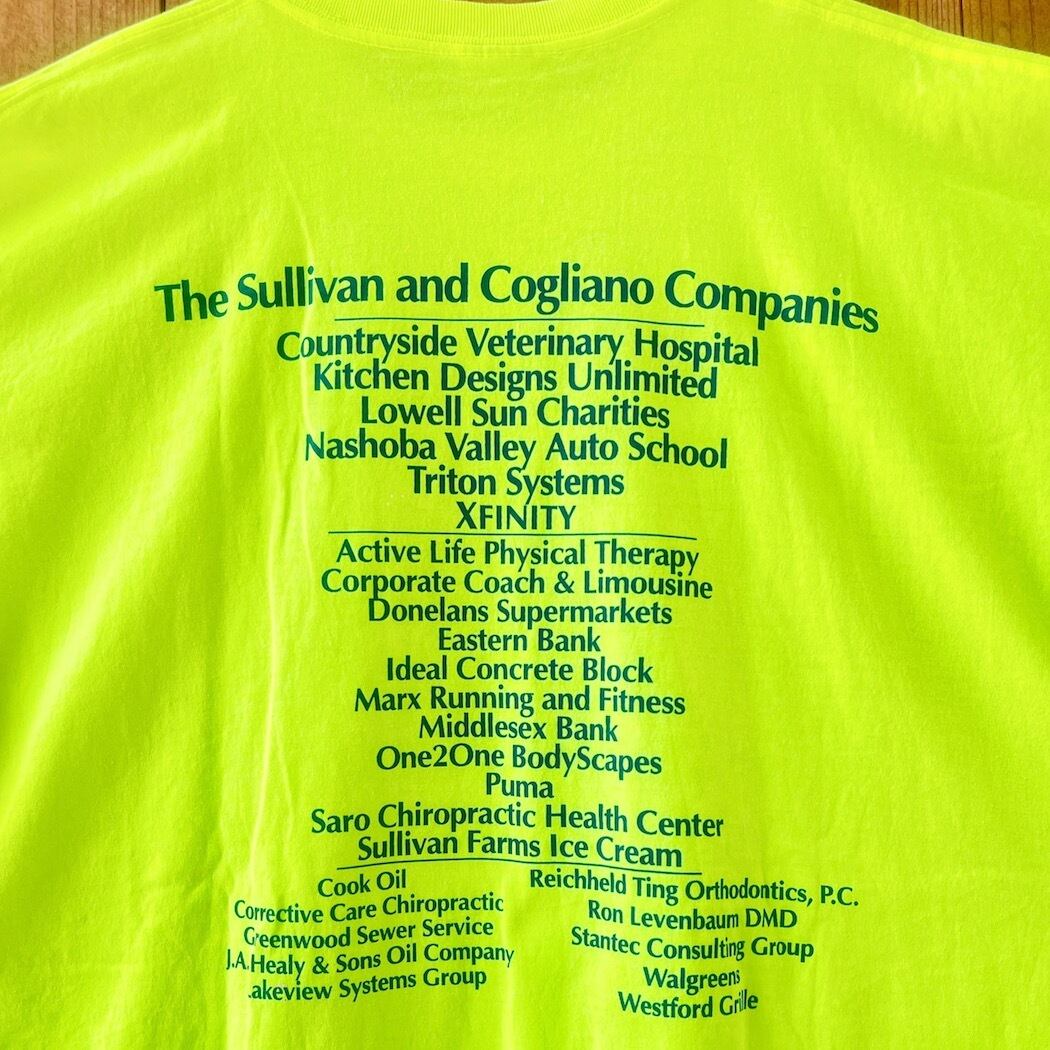 The Sullivan and Cogliano Companies
Countryside Veterinary Hospital
Kitchen Designs Unlimited
Lowell Sun Charities
Nashoba Valley Auto School
Triton Systems
XFINITY
Active Life Physical Therapy
Corporate Coach & Limousine
Donelans Supermarkets
Eastern Bank
Ideal Concrete Block
Marx Running and Fitness
Middlesex Bank
One2One BodyScapes
Puma
Saro Chiropractic Health Center
Sullivan Farms Ice Cream
Cook Oil
Corrective Care Chiropractic
Greenwood Sewer Service
J.A.Healy & Sons Oil Company
Lakeview Systems Group
Reichheld Ting Orthodontics, P.C.
Ron Levenbaum DMD
Stantec Consulting Group
Walgreens
Westford Grille